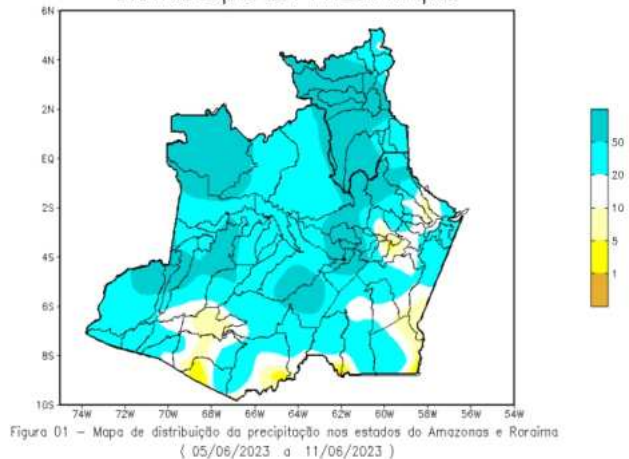 6N
4N
2N
EQ
2S
4S
6S
8S
10S
74W 72W 70W 68W 66W 64W 62W 60W 58W 56W 54W
50
20
10
5
1
Figura 01 – Mapa de distribuição da precipitação nos estados do Amazonas e Roraima
( 05/06/2023 a 11/06/2023 )